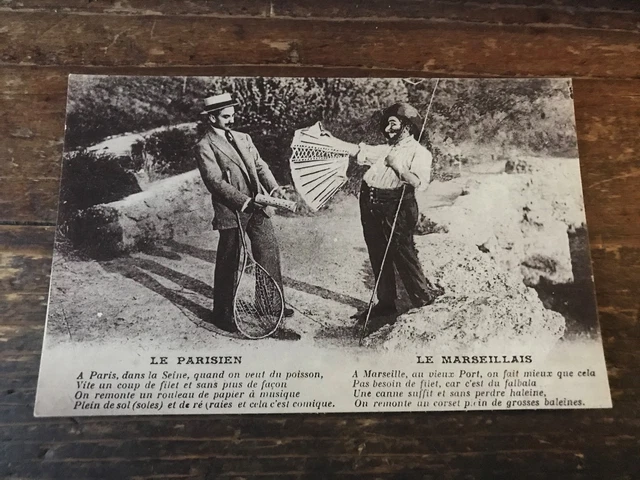 LE PARISIEN
A Paris, dans la Seine, quand on veut du poisson,
Vite un coup de filet et sans plus de façon
On remonte un rouleau de papier à musique
Plein de sol (soles) et de ré (raies et cela c'est comique.
LE MARSEILLAIS
A Marseille, au vieux Port, on fait mieux que cela
Pas besoin de filet, car c'est du falbala
Une canne suffit et sans perdre haleine,
On remonte un corset plein de grosses baleines.